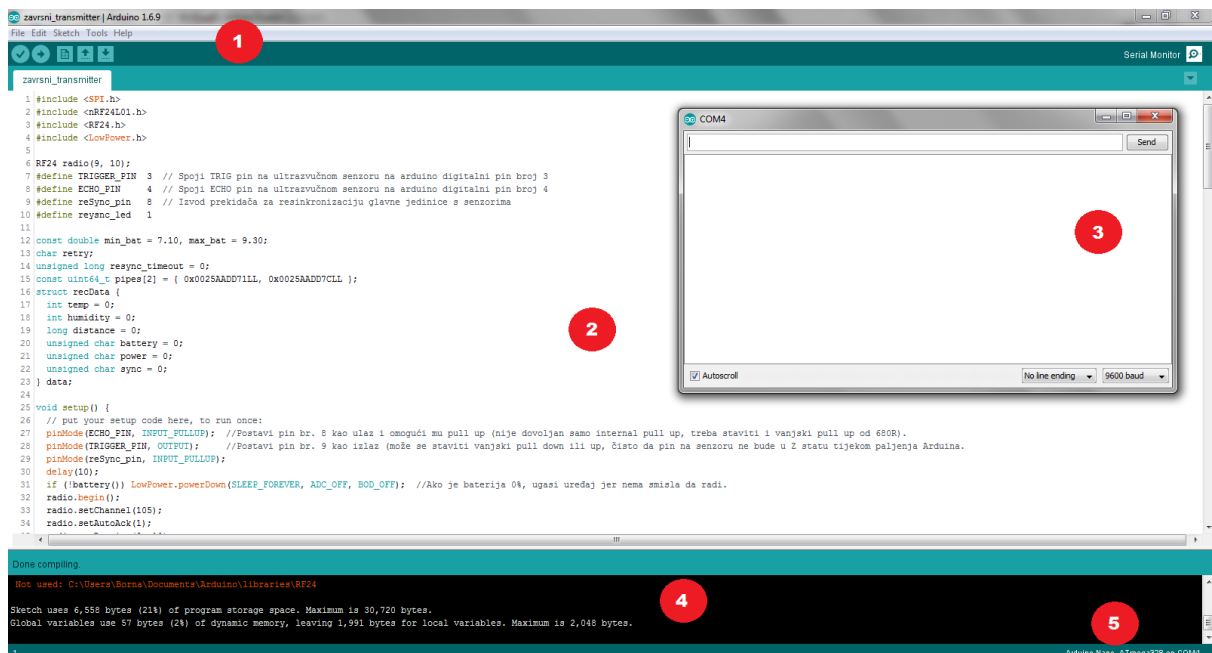 zavrsni_transmitter | Arduino 1.6.9
File Edit Sketch Tools Help
1
Serial Monitor
zavrsni_transmitter
1 #include <SPI.h>
2 #include <nRF24L01.h>
3 #include <RF24.h>
4 #include <LowPower.h>
5
6 RF24 radio(9, 10);
7 #define TRIGGER_PIN 3 // Spoji TRIG pin na ultrazvučnom senzoru na arduino digitalni pin broj 3
8 #define ECHO_PIN 4 // Spoji ECHO pin na ultrazvučnom senzoru na arduino digitalni pin broj 4
9 #define reSync_pin 8 // Izvod prekidača za resinkronizaciju glavne jedinice s senzorima
10 #define reysnc_led 1
11
12 const double min_bat = 7.10, max_bat = 9.30;
13 char retry;
14 unsigned long resync_timeout = 0;
15 const uint64_t pipes[2] = { 0x0025AADD71LL, 0x0025AADD7CLL };
16 struct recData {
17 int temp = 0;
18 int humidity = 0;
19 long distance = 0;
20 unsigned char battery = 0;
21 unsigned char power = 0;
22 unsigned char sync = 0;
23 } data;
24
25 void setup() {
26 // put your setup code here, to run once:
27 pinMode(ECHO_PIN, INPUT_PULLUP); //Postavi pin br. 8 kao ulaz i omogući mu pull up (nije dovoljan samo internal pull up, treba staviti i vanjski pull up od 680R).
28 pinMode(TRIGGER_PIN, OUTPUT); //Postavi pin br. 9 kao izlaz (može se staviti vanjski pull down ili up, čisto da pin na senzoru ne bude u Z statu tijekom paljenja Arduina.
29 pinMode(reSync_pin, INPUT_PULLUP);
30 delay(10);
31 if (!battery()) LowPower.powerDown(SLEEP_FOREVER, ADC_OFF, BOD_OFF); //Ako je baterija 0%, ugasi uređaj jer nema smisla da radi.
32 radio.begin();
33 radio.setChannel(105);
34 radio.setAutoAck(1);
2
COM4
Send
3
Autoscroll
No line ending
9600 baud
Done compiling.
Not used: C:\Users\Borna\Documents\Arduino\libraries\RF24
4
Sketch uses 6,558 bytes (21%) of program storage space. Maximum is 30,720 bytes.
Global variables use 57 bytes (2%) of dynamic memory, leaving 1,991 bytes for local variables. Maximum is 2,048 bytes.
5
1
Arduino Nano, ATmega328 on COM4